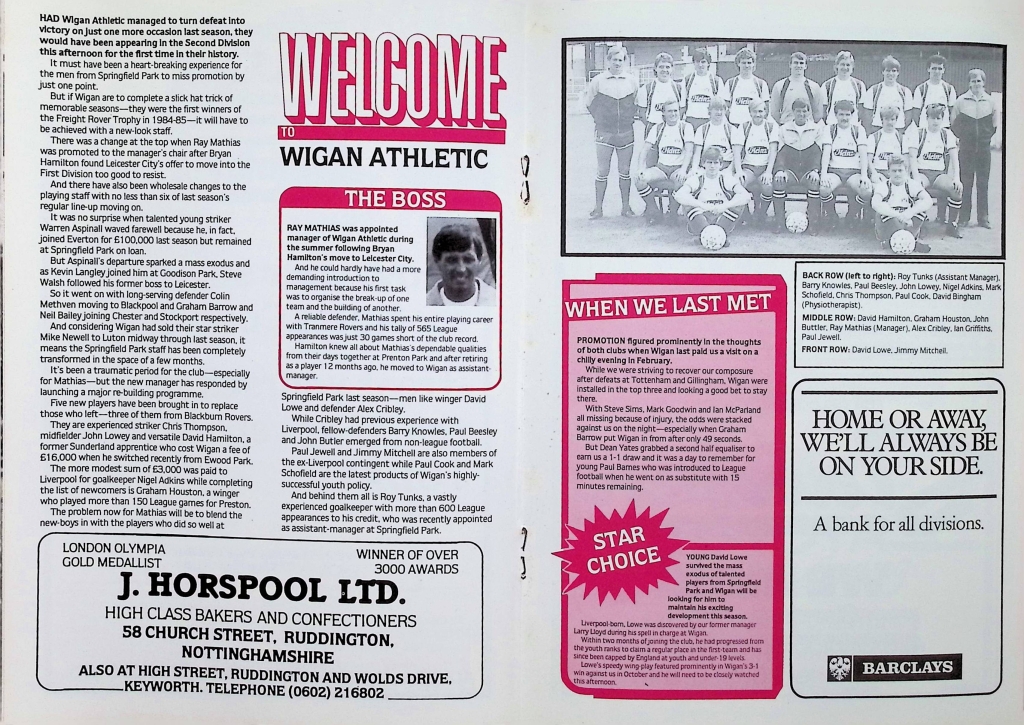 HAD Wigan Athletic managed to turn defeat into
victory on just one more occasion last season, they
would have been appearing in the Second Division
this afternoon for the first time in their history.
It must have been a heart-breaking experience for
the men from Springfield Park to miss promotion by
just one point.
But if Wigan are to complete a slick hat trick of
memorable seasons—they were the first winners of
the Freight Rover Trophy in 1984-85—it will have to
be achieved with a new-look staff.
There was a change at the top when Ray Mathias
was promoted to the manager's chair after Bryan
Hamilton found Leicester City's offer to move into the
First Division too good to resist.
And there have also been wholesale changes to the
playing staff with no less than six of last season's
regular line-up moving on.
It was no surprise when talented young striker
Warren Aspinall waved farewell because he, in fact,
joined Everton for £100,000 last season but remained
at Springfield Park on loan.
But Aspinall's departure sparked a mass exodus and
as Kevin Langley joined him at Goodison Park, Steve
Walsh followed his former boss to Leicester.
So it went on with long-serving defender Colin
Methven moving to Blackpool and Graham Barrow and
Neil Bailey joining Chester and Stockport respectively.
And considering Wigan had sold their star striker
Mike Newell to Luton midway through last season, it
means the Springfield Park staff has been completely
transformed in the space of a few months.
It's been a traumatic period for the club—especially
for Mathias—but the new manager has responded by
launching a major re-building programme.
Five new players have been brought in to replace
those who left—three of them from Blackburn Rovers.
They are experienced striker Chris Thompson,
midfielder John Lowey and versatile David Hamilton, a
former Sunderland apprentice who cost Wigan a fee of
£16,000 when he switched recently from Ewood Park.
The more modest sum of £3,000 was paid to
Liverpool for goalkeeper Nigel Adkins while completing
the list of newcomers is Graham Houston, a winger
who played more than 150 League games for Preston.
The problem now for Mathias will be to blend the
new-boys in with the players who did so well at
WELCOME
TO
WIGAN ATHLETIC
THE BOSS
RAY MATHIAS was appointed
manager of Wigan Athletic during
the summer following Bryan
Hamilton's move to Leicester City.
And he could hardly have had a more
demanding introduction to
management because his first task
was to organise the break-up of one
team and the building of another.
A reliable defender, Mathias spent his entire playing career
with Tranmere Rovers and his tally of 565 League
appearances was just 30 games short of the club record.
Hamilton knew all about Mathias's dependable qualities
from their days together at Prenton Park and after retiring
as a player 12 months ago, he moved to Wigan as assistant-
manager.
Springfield Park last season—men like winger David
Lowe and defender Alex Cribley.
While Cribley had previous experience with
Liverpool, fellow-defenders Barry Knowles, Paul Beesley
and John Butler emerged from non-league football.
Paul Jewell and Jimmy Mitchell are also members of
the ex-Liverpool contingent while Paul Cook and Mark
Schofield are the latest products of Wigan's highly-
successful youth policy.
And behind them all is Roy Tunks, a vastly
experienced goalkeeper with more than 600 League
appearances to his credit, who was recently appointed
as assistant-manager at Springfield Park.
LONDON OLYMPIA
GOLD MEDALLIST
WINNER OF OVER
3000 AWARDS
J. HORSPOOL LTD.
HIGH CLASS BAKERS AND CONFECTIONERS
58 CHURCH STREET, RUDDINGTON,
NOTTINGHAMSHIRE
ALSO AT HIGH STREET, RUDDINGTON AND WOLDS DRIVE,
KEYWORTH. TELEPHONE (0602) 216802
BACK ROW (left to right): Roy Tunks (Assistant Manager),
Barry Knowles, Paul Beesley, John Lowey, Nigel Adkins, Mark
Schofield, Chris Thompson, Paul Cook, David Bingham
(Physiotherapist).
MIDDLE ROW: David Hamilton, Graham Houston, John
Buttler, Ray Mathias (Manager), Alex Cribley, Ian Griffiths,
Paul Jewell.
FRONT ROW: David Lowe, Jimmy Mitchell.
WHEN WE LAST MET
PROMOTION figured prominently in the thoughts
of both clubs when Wigan last paid us a visit on a
chilly evening in February.
While we were striving to recover our composure
after defeats at Tottenham and Gillingham, Wigan were
installed in the top three and looking a good bet to stay
there.
With Steve Sims, Mark Goodwin and Ian McParland
all missing because of injury, the odds were stacked
against us on the night—especially when Graham
Barrow put Wigan in from after only 49 seconds.
But Dean Yates grabbed a second half equaliser to
earn us a 1-1 draw and it was a day to remember for
young Paul Barnes who was introduced to League
football when he went on as substitute with 15
minutes remaining.
STAR
CHOICE
YOUNG David Lowe
survived the mass
exodus of talented
players from Springfield
Park and Wigan will be
looking for him to
maintain his exciting
development this season.
Liverpool-born, Lowe was discovered by our former manager
Larry Lloyd during his spell in charge at Wigan.
Within two months of joining the club, he had progressed from
the youth ranks to claim a regular place in the first-team and has
since been capped by England at youth and under-19 levels.
Lowe's speedy wing-play featured prominently in Wigan's 3-1
win against us in October and he will need to be closely watched
this afternoon.
HOME OR AWAY,
WE'LL ALWAYS BE
ON YOUR SIDE.
A bank for all divisions.
BARCLAYS